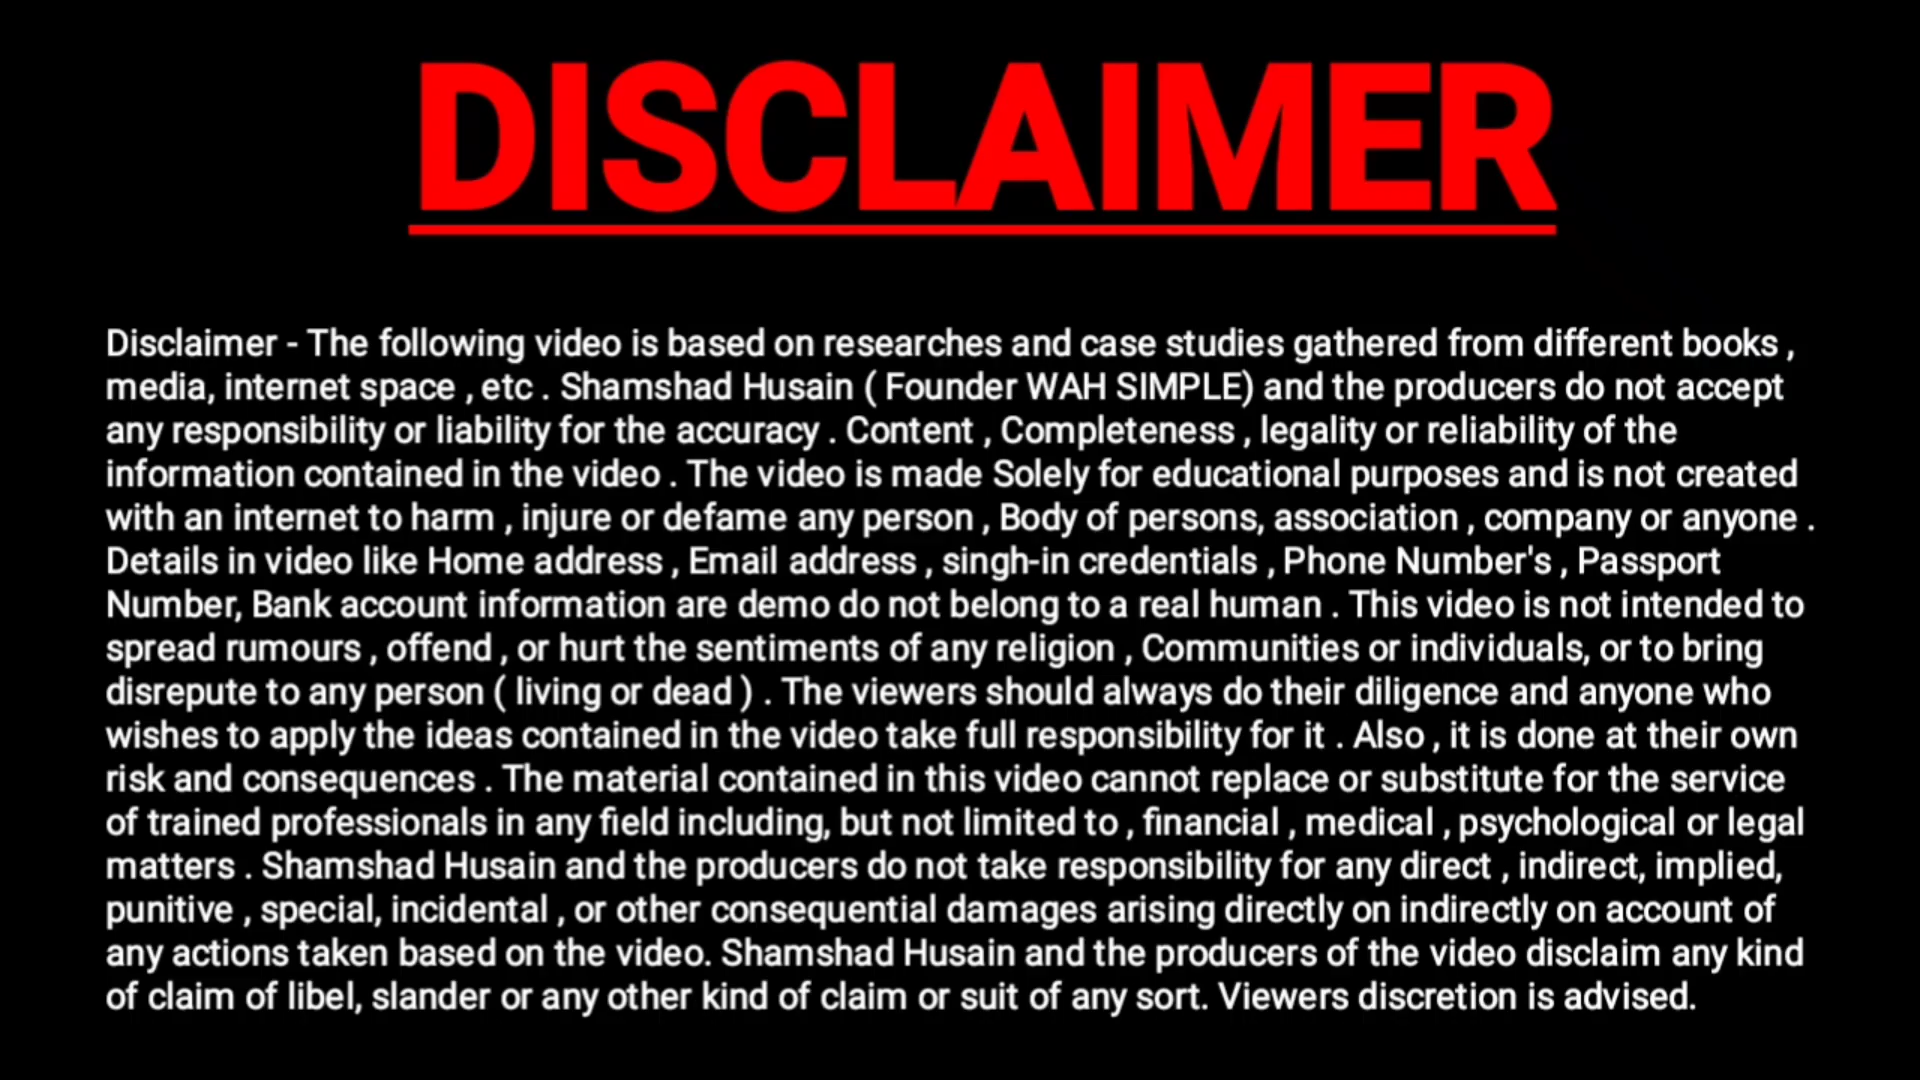 DISCLAIMER
Disclaimer - The following video is based on researches and case studies gathered from different books ,
media, internet space , etc . Shamshad Husain ( Founder WAH SIMPLE) and the producers do not accept
any responsibility or liability for the accuracy . Content , Completeness , legality or reliability of the
information contained in the video . The video is made Solely for educational purposes and is not created
with an internet to harm , injure or defame any person , Body of persons, association , company or anyone .
Details in video like Home address , Email address , singh-in credentials , Phone Number's , Passport
Number, Bank account information are demo do not belong to a real human . This video is not intended to
spread rumours , offend , or hurt the sentiments of any religion , Communities or individuals, or to bring
disrepute to any person ( living or dead ) . The viewers should always do their diligence and anyone who
wishes to apply the ideas contained in the video take full responsibility for it . Also , it is done at their own
risk and consequences . The material contained in this video cannot replace or substitute for the service
of trained professionals in any field including, but not limited to , financial , medical , psychological or legal
matters . Shamshad Husain and the producers do not take responsibility for any direct , indirect, implied,
punitive , special, incidental , or other consequential damages arising directly on indirectly on account of
any actions taken based on the video. Shamshad Husain and the producers of the video disclaim any kind
of claim of libel, slander or any other kind of claim or suit of any sort. Viewers discretion is advised.